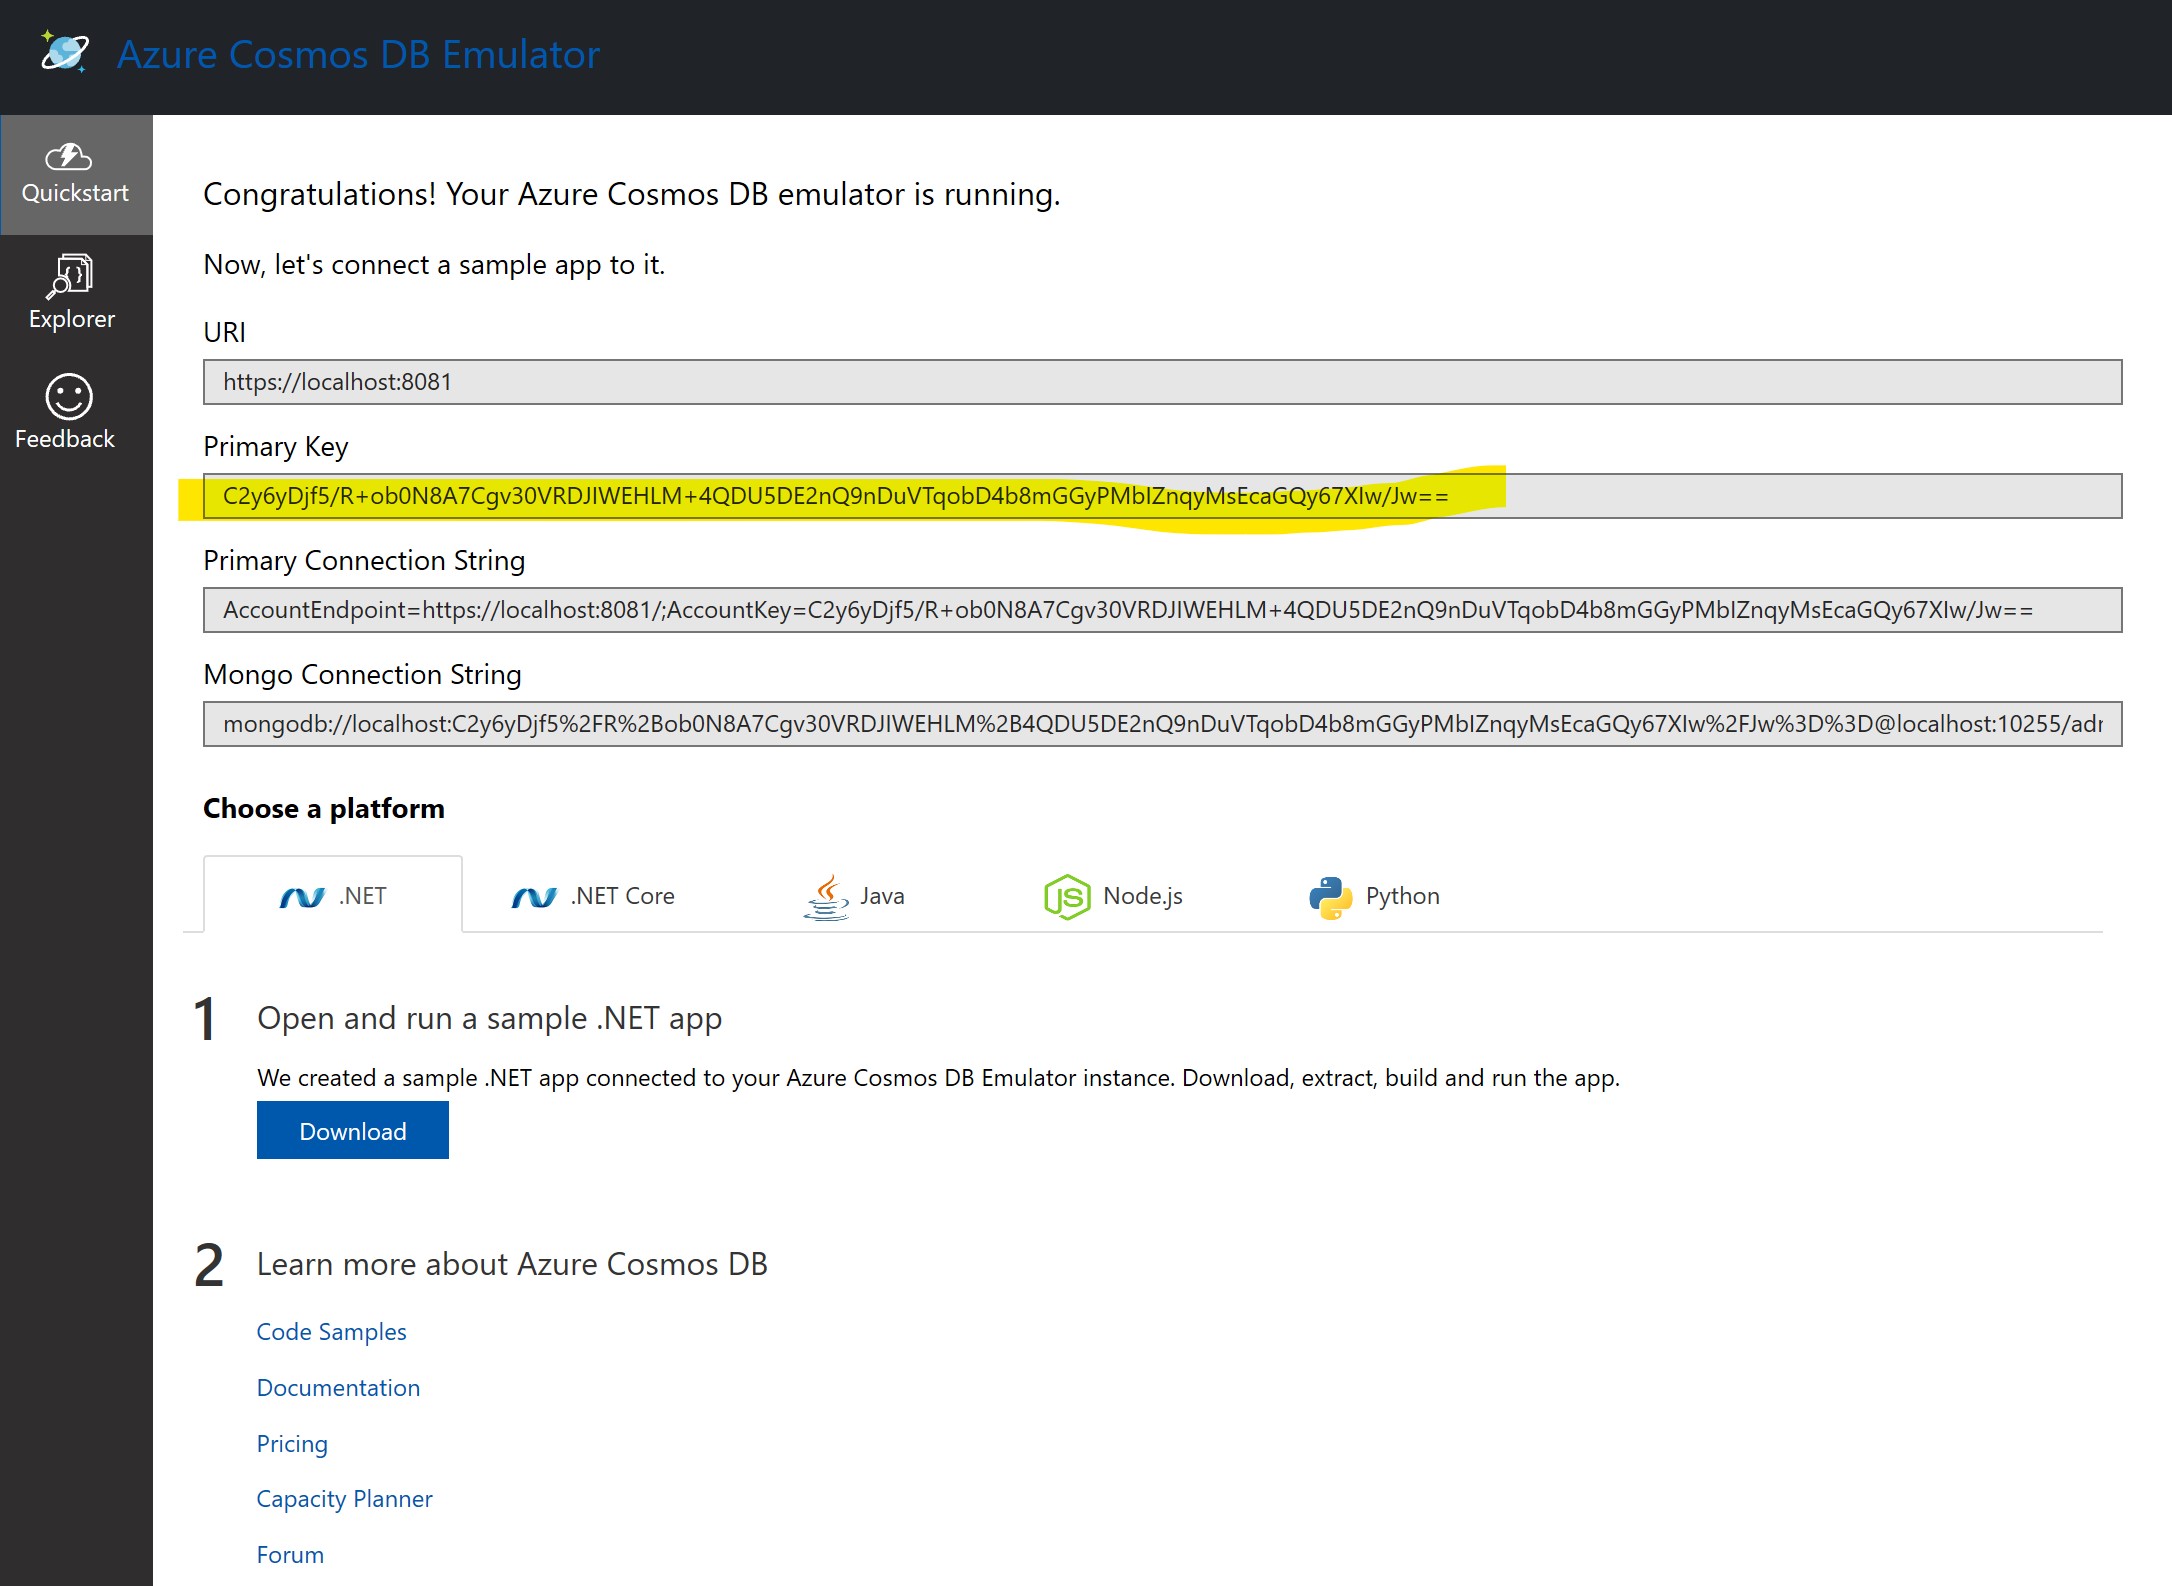 Azure Cosmos DB Emulator
Quickstart
Explorer
Feedback
Congratulations! Your Azure Cosmos DB emulator is running.
Now, let's connect a sample app to it.
URI
https://localhost:8081
Primary Key
C2y6yDjf5/R+ob0N8A7Cgv30VRDJIWEHLM+4QDU5DE2nQ9nDuVTqobD4b8mGGyPMbIZnqyMsEcaGQy67XIw/Jw==
Primary Connection String
AccountEndpoint=https://localhost:8081/;AccountKey=C2y6yDjf5/R+ob0N8A7Cgv30VRDJIWEHLM+4QDU5DE2nQ9nDuVTqobD4b8mGGyPMbIZnqyMsEcaGQy67XIw/Jw==
Mongo Connection String
mongodb://localhost:C2y6yDjf5%2FR%2Bob0N8A7Cgv30VRDJIWEHLM%2B4QDU5DE2nQ9nDuVTqobD4b8mGGyPMbIZnqyMsEcaGQy67XIw%2FJw%3D%3D@localhost:10255/adr
Choose a platform
.NET
.NET Core
Java
Node.js
Python
1
Open and run a sample .NET app
We created a sample .NET app connected to your Azure Cosmos DB Emulator instance. Download, extract, build and run the app.
Download
2
Learn more about Azure Cosmos DB
Code Samples
Documentation
Pricing
Capacity Planner
Forum